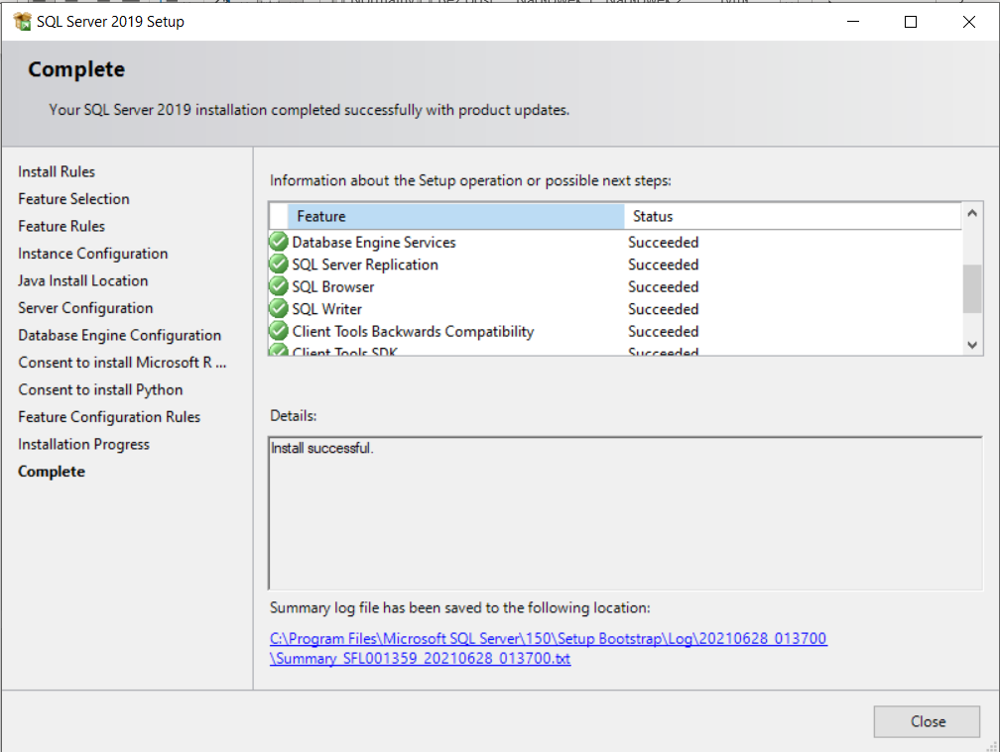 SQL Server 2019 Setup
Complete
Your SQL Server 2019 installation completed successfully with product updates.
Install Rules
Feature Selection
Feature Rules
Instance Configuration
Java Install Location
Server Configuration
Database Engine Configuration
Consent to install Microsoft R ...
Consent to install Python
Feature Configuration Rules
Installation Progress
Complete
Information about the Setup operation or possible next steps:
Feature Status
Database Engine Services Succeeded
SQL Server Replication Succeeded
SQL Browser Succeeded
SQL Writer Succeeded
Client Tools Backwards Compatibility Succeeded
Client Tools SDK Succeeded
Details:
Install successful.
Summary log file has been saved to the following location:
C:\Program Files\Microsoft SQL Server\150\Setup Bootstrap\Log\20210628_013700
\Summary_SFL001359_20210628_013700.txt
Close